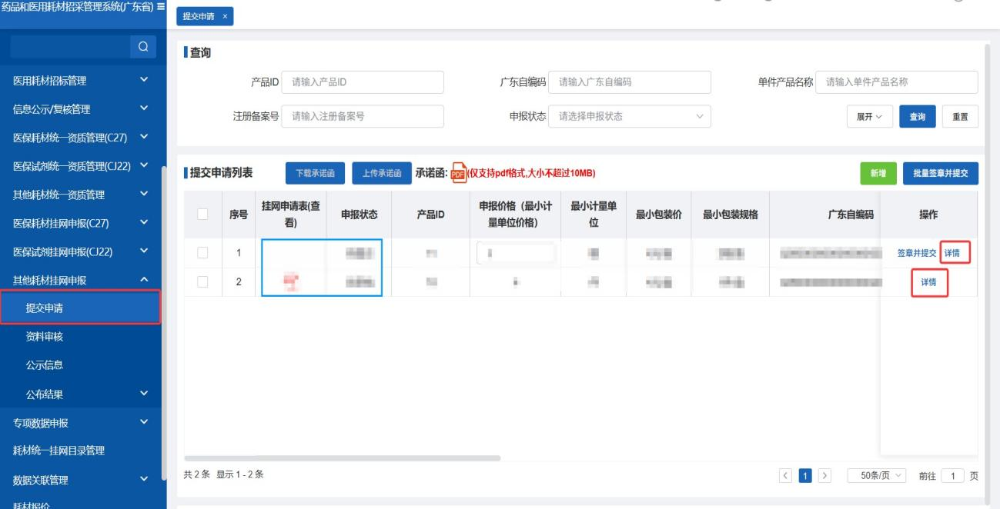 药品和医用耗材招采管理系统(广东省)
提交申请 ×
查询
产品ID 请输入产品ID 广东自编码 请输入广东自编码 单件产品名称 请输入单件产品名称
注册备案号 请输入注册备案号 申报状态 请选择申报状态 展开 查询 重置
医用耗材招标管理
信息公示/复核管理
医保耗材统一资质管理(C27)
医保试剂统一资质管理(CJ22)
其他耗材统一资质管理
医保耗材挂网申报(C27)
医保试剂挂网申报(CJ22)
其他耗材挂网申报
提交申请
资料审核
公示信息
公布结果
专项数据申报
耗材统一挂网目录管理
数据关联管理
耗材报价
提交申请列表 下载承诺函 上传承诺函 承诺函: PDF (仅支持pdf格式,大小不超过10MB) 新增 批量签章并提交
序号 挂网申请表(查看) 申报状态 产品ID 申报价格（最小计量单位价格） 最小计量单位 最小包装价 最小包装规格 广东自编码 操作
1 签章并提交 详情
2 详情
共 2 条 显示 1 - 2 条 1 50条/页 前往 1 页